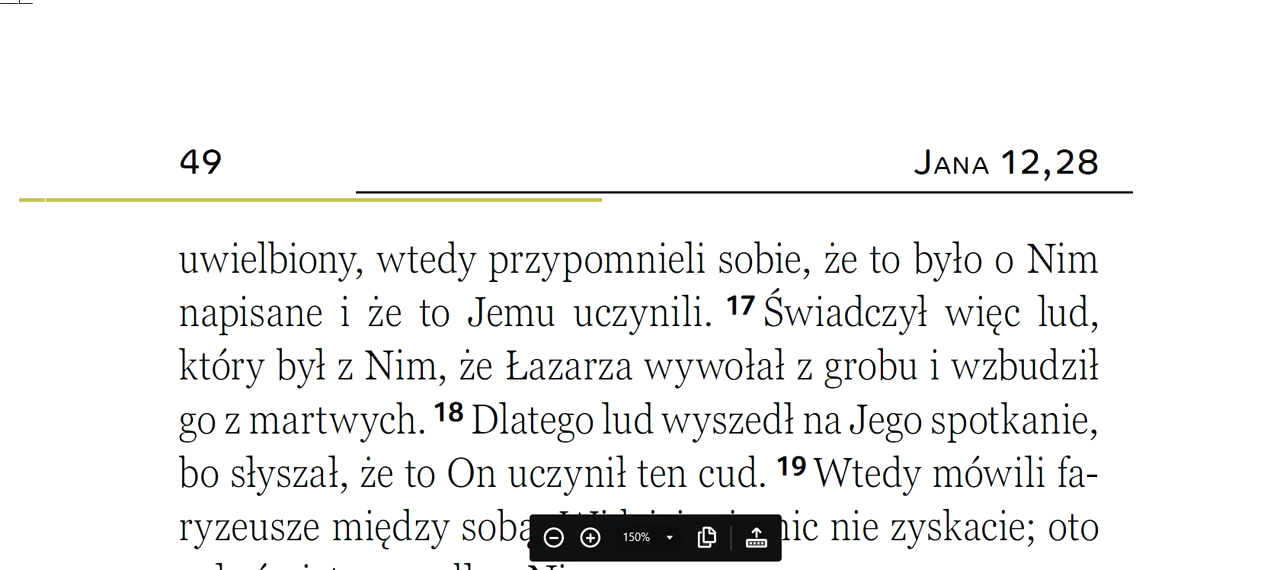 49 Jana 12,28
uwielbiony, wtedy przypomnieli sobie, że to było o Nim
napisane i że to Jemu uczynili. 17 Świadczył więc lud,
który był z Nim, że Łazarza wywołał z grobu i wzbudził
go z martwych. 18 Dlatego lud wyszedł na Jego spotkanie,
bo słyszał, że to On uczynił ten cud. 19 Wtedy mówili fa-
ryzeusze między sobą nic nie zyskacie; oto
150%